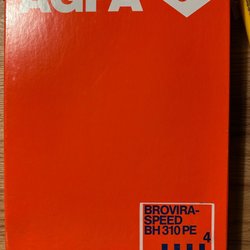 AGFA
BROVIRA-
SPEED
BH 310 PE
4